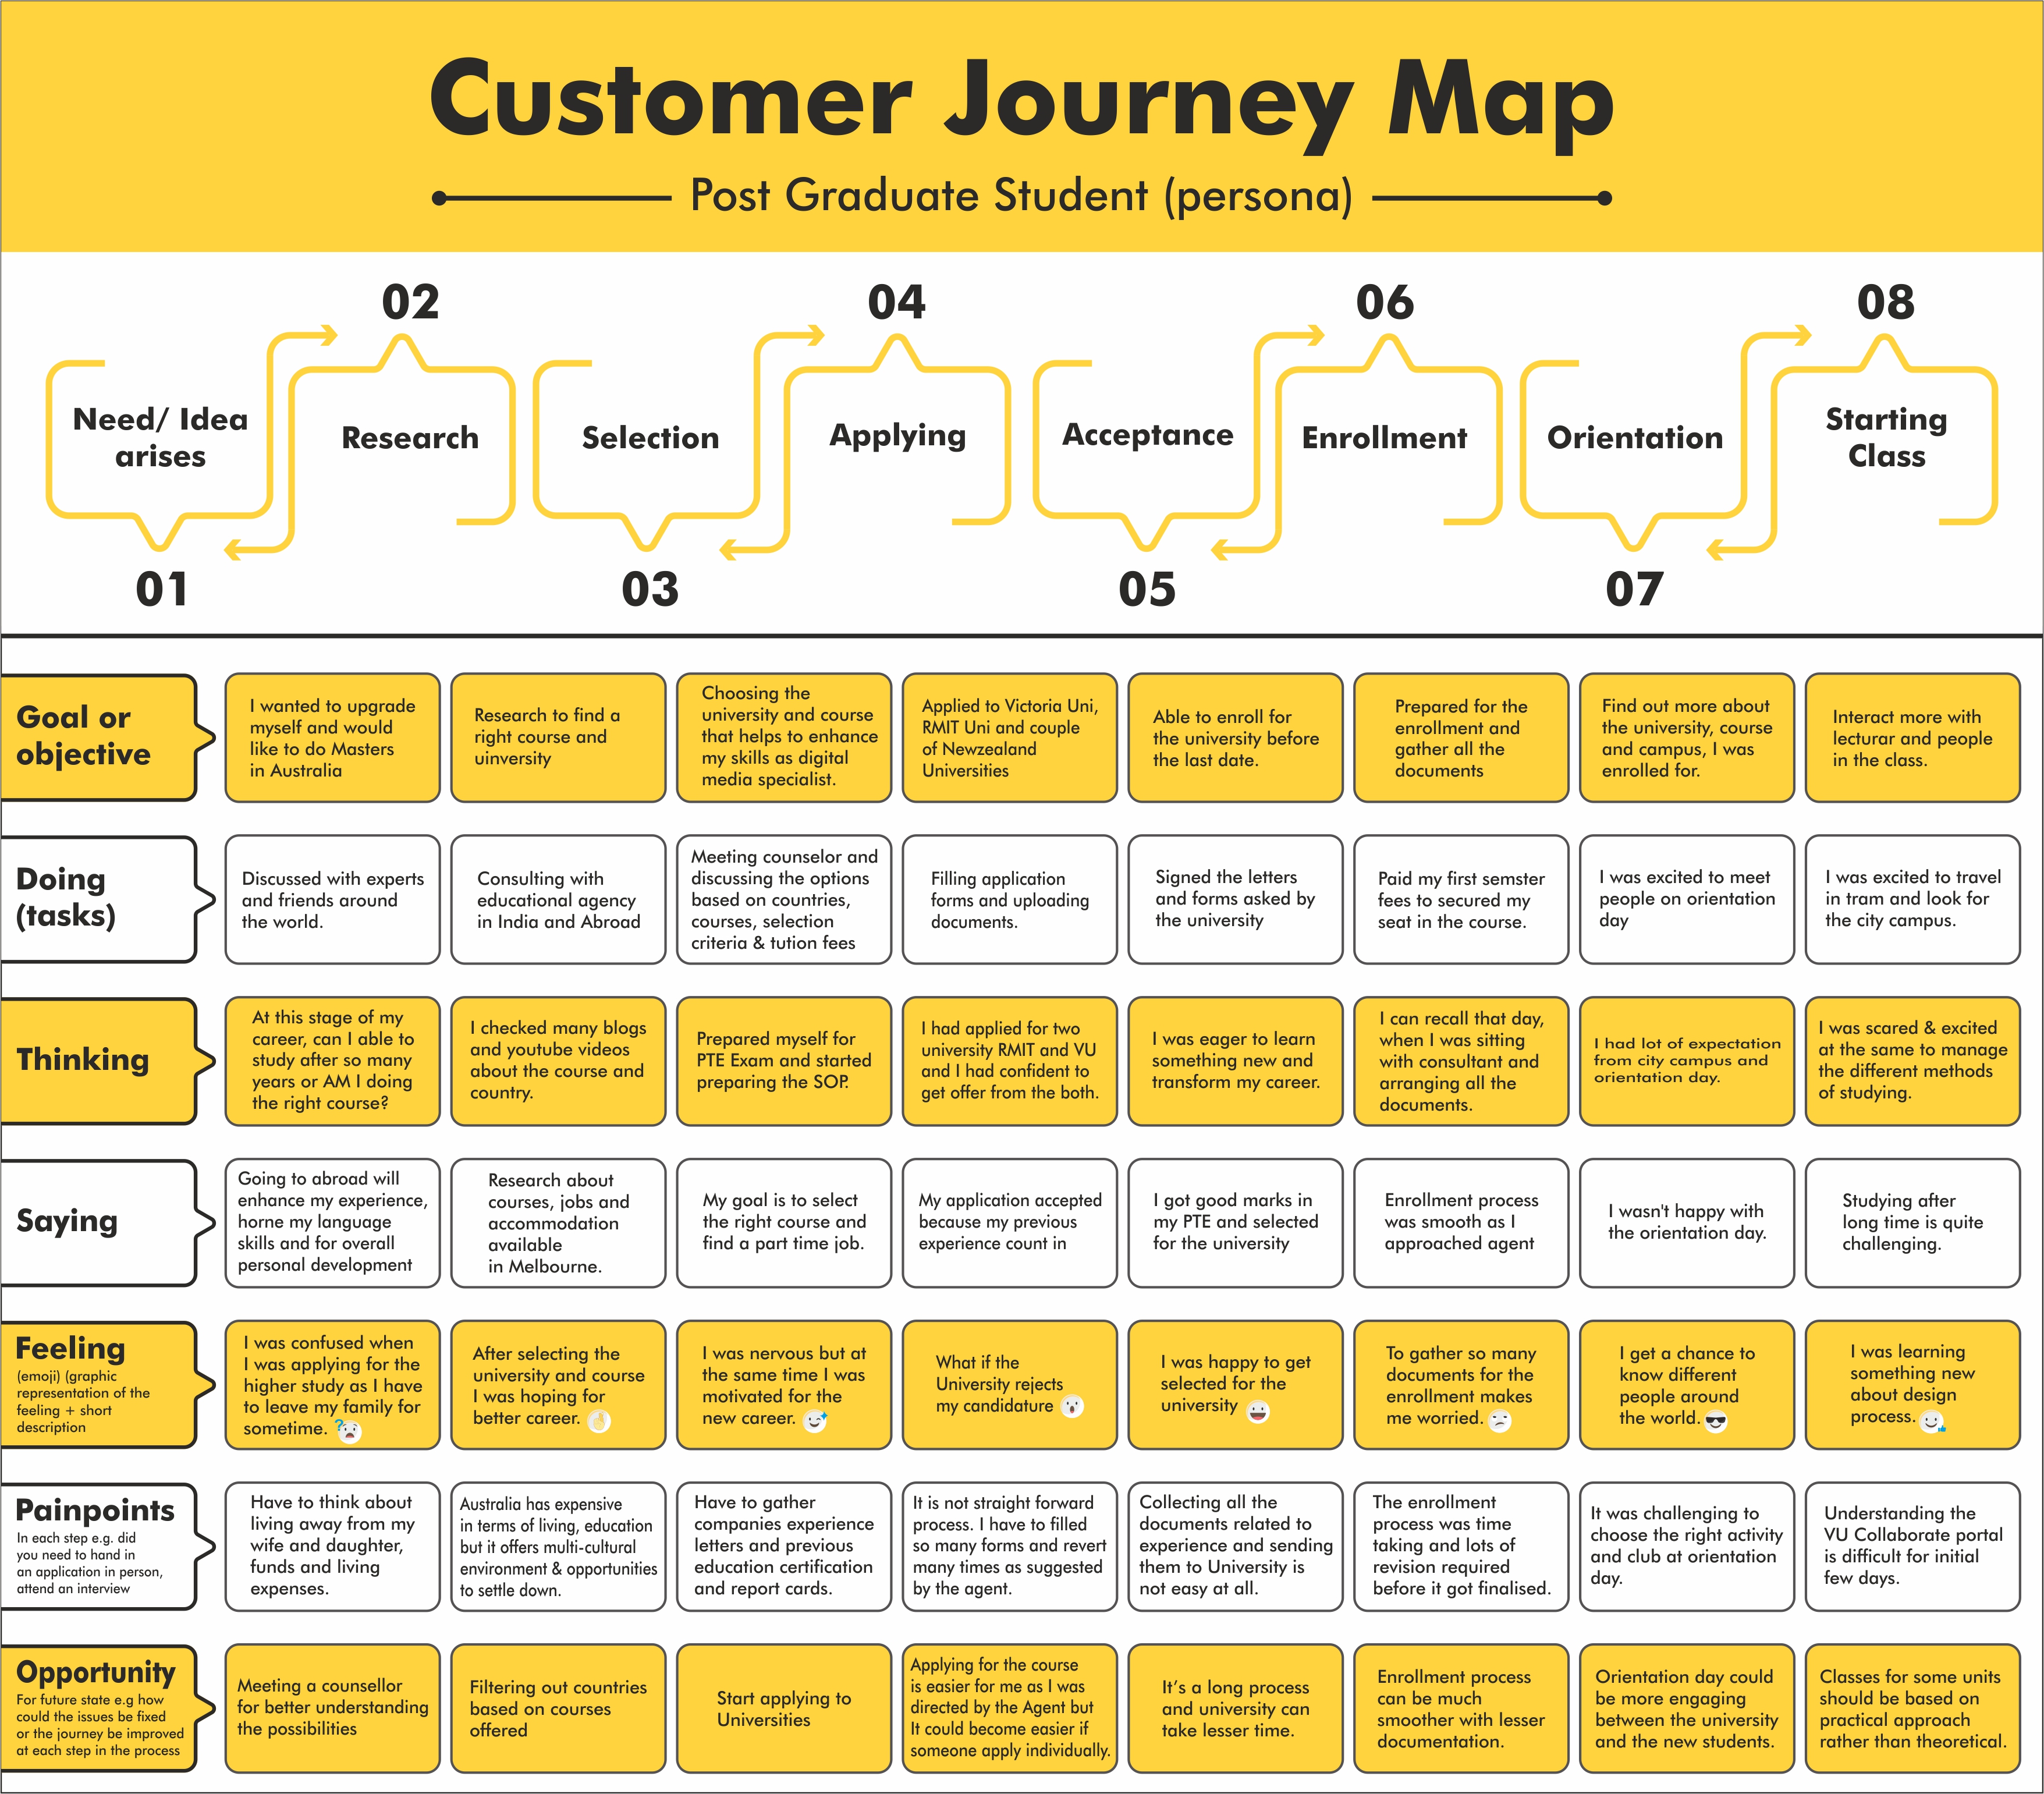 Customer Journey Map
Post Graduate Student (persona)
02
04
06
08
Need/ Idea
arises
Research
Selection
Applying
Acceptance
Enrollment
Orientation
Starting
Class
01
03
05
07
Goal or
objective
I wanted to upgrade
myself and would
like to do Masters
in Australia
Research to find a
right course and
uinversity
Choosing the
university and course
that helps to enhance
my skills as digital
media specialist.
Applied to Victoria Uni,
RMIT Uni and couple
of Newzealand
Universities
Able to enroll for
the university before
the last date.
Prepared for the
enrollment and
gather all the
documents
Find out more about
the university, course
and campus, I was
enrolled for.
Interact more with
lecturar and people
in the class.
Doing
(tasks)
Discussed with experts
and friends around
the world.
Consulting with
educational agency
in India and Abroad
Meeting counselor and
discussing the options
based on countries,
courses, selection
criteria & tution fees
Filling application
forms and uploading
documents.
Signed the letters
and forms asked by
the university
Paid my first semster
fees to secured my
seat in the course.
I was excited to meet
people on orientation
day
I was excited to travel
in tram and look for
the city campus.
Thinking
At this stage of my
career, can I able to
study after so many
years or AM I doing
the right course?
I checked many blogs
and youtube videos
about the course and
country.
Prepared myself for
PTE Exam and started
preparing the SOP.
I had applied for two
university RMIT and VU
and I had confident to
get offer from the both.
I was eager to learn
something new and
transform my career.
I can recall that day,
when I was sitting
with consultant and
arranging all the
documents.
I had lot of expectation
from city campus and
orientation day.
I was scared & excited
at the same to manage
the different methods
of studying.
Saying
Going to abroad will
enhance my experience,
horne my language
skills and for overall
personal development
Research about
courses, jobs and
accommodation
available
in Melbourne.
My goal is to select
the right course and
find a part time job.
My application accepted
because my previous
experience count in
I got good marks in
my PTE and selected
for the university
Enrollment process
was smooth as I
approached agent
I wasn't happy with
the orientation day.
Studying after
long time is quite
challenging.
Feeling
(emoji) (graphic
representation of the
feeling + short
description
I was confused when
I was applying for the
higher study as I have
to leave my family for
sometime.
After selecting the
university and course
I was hoping for
better career.
I was nervous but at
the same time I was
motivated for the
new career.
What if the
University rejects
my candidature
I was happy to get
selected for the
university
To gather so many
documents for the
enrollment makes
me worried.
I get a chance to
know different
people around
the world.
I was learning
something new
about design
process.
Painpoints
In each step e.g. did
you need to hand in
an application in person,
attend an interview
Have to think about
living away from my
wife and daughter,
funds and living
expenses.
Australia has expensive
in terms of living, education
but it offers multi-cultural
environment & opportunities
to settle down.
Have to gather
companies experience
letters and previous
education certification
and report cards.
It is not straight forward
process. I have to filled
so many forms and revert
many times as suggested
by the agent.
Collecting all the
documents related to
experience and sending
them to University is
not easy at all.
The enrollment
process was time
taking and lots of
revision required
before it got finalised.
It was challenging to
choose the right activity
and club at orientation
day.
Understanding the
VU Collaborate portal
is difficult for initial
few days.
Opportunity
For future state e.g how
could the issues be fixed
or the journey be improved
at each step in the process
Meeting a counsellor
for better understanding
the possibilities
Filtering out countries
based on courses
offered
Start applying to
Universities
Applying for the course
is easier for me as I was
directed by the Agent but
It could become easier if
someone apply individually.
It's a long process
and university can
take lesser time.
Enrollment process
can be much
smoother with lesser
documentation.
Orientation day could
be more engaging
between the university
and the new students.
Classes for some units
should be based on
practical approach
rather than theoretical.